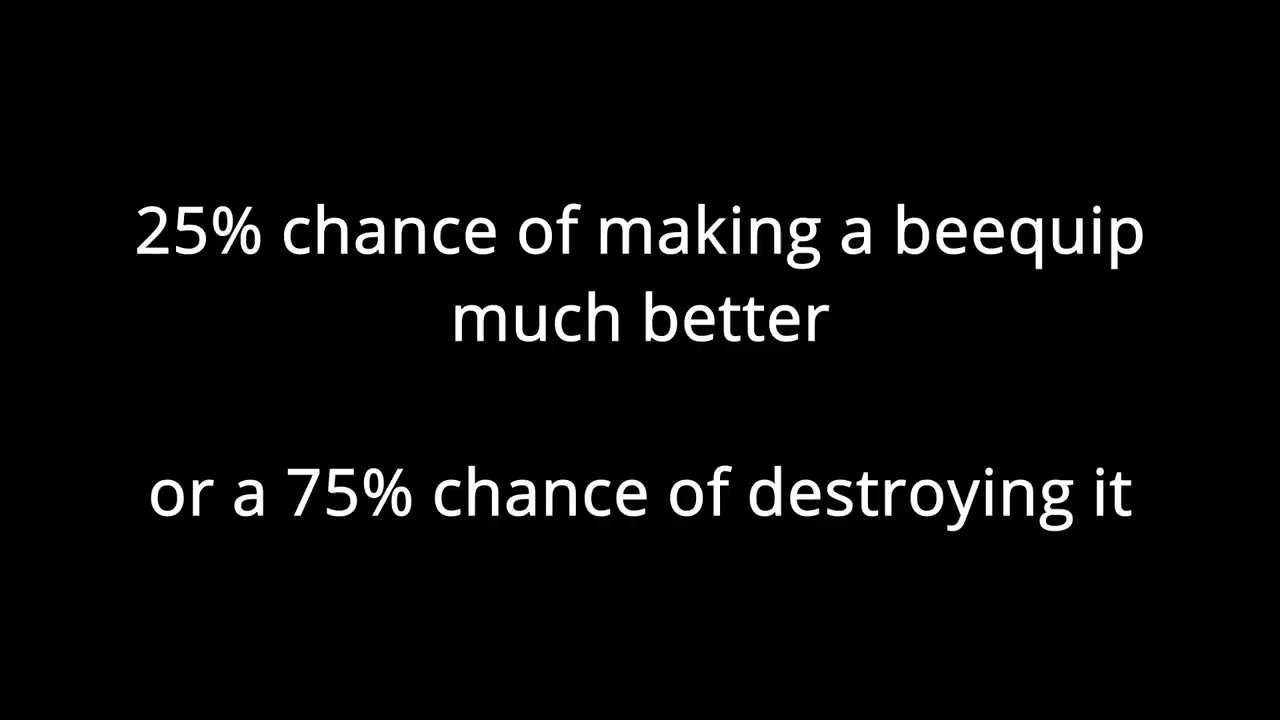 25% chance of making a beequip
much better
or a 75% chance of destroying it